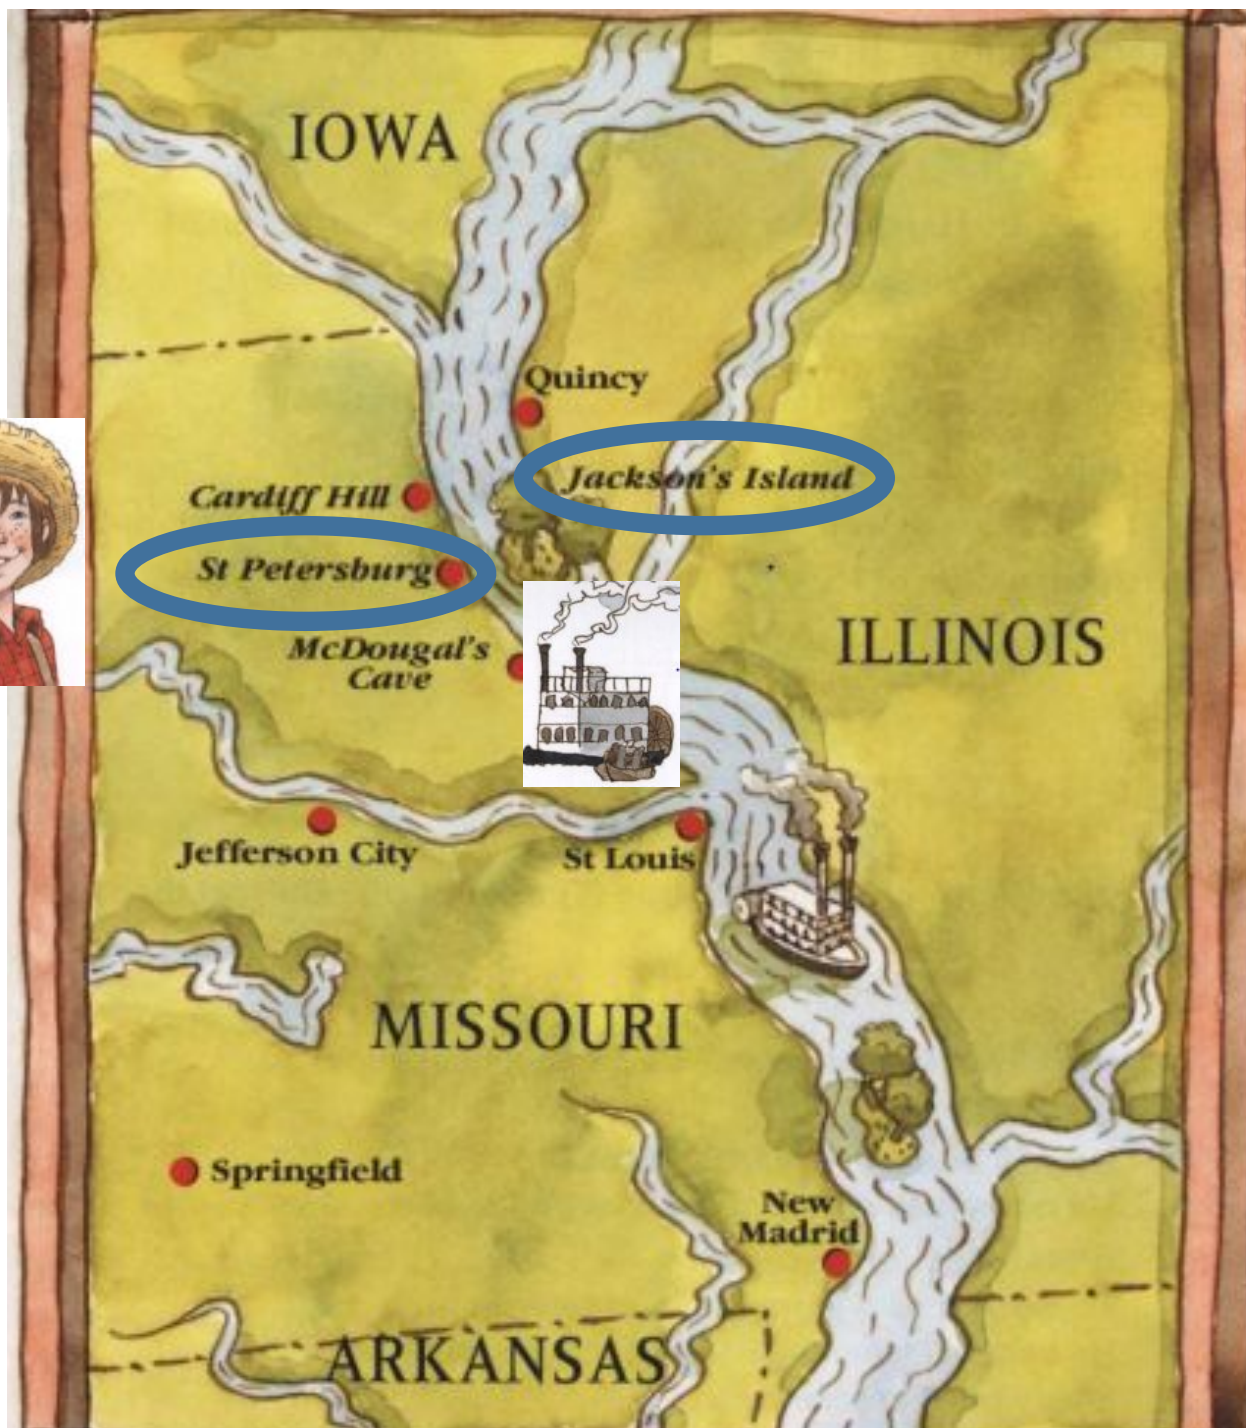 IOWA
Quincy
Jackson's Island
Cardiff Hill
St Petersburg
ILLINOIS
McDougal's
Cave
Jefferson City
St Louis
MISSOURI
Springfield
New
Madrid
ARKANSAS